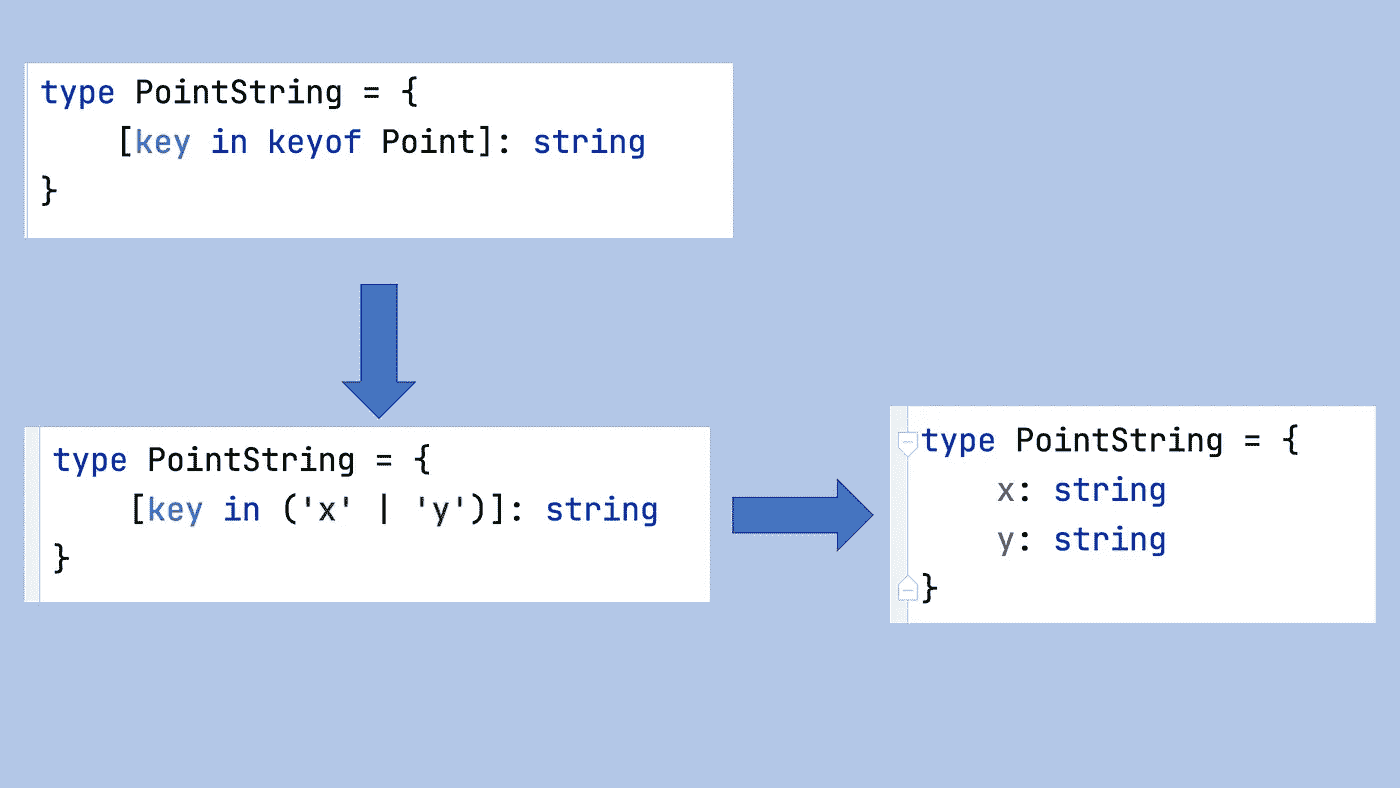 type PointString = {
    [key in keyof Point]: string
}
type PointString = {
    [key in ('x' | 'y')]: string
}
type PointString = {
    x: string
    y: string
}